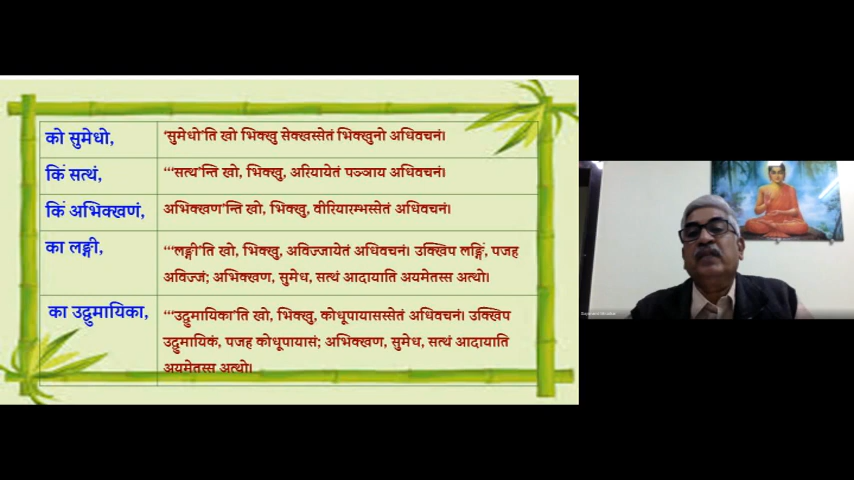 को सुमेधो,
‘सुमेधो’ति खो भिक्खु सेक्खस्सेतं भिक्खुनो अधिवचनं।
किं सत्थं,
‘‘‘सत्थ’न्ति खो, भिक्खु, अरियायेतं पञ्ञाय अधिवचनं।
किं अभिक्खणं,
अभिक्खण’न्ति खो, भिक्खु, वीरियारम्भस्सेतं अधिवचनं।
का लङ्गी,
‘‘‘लङ्गी’ति खो, भिक्खु, अविज्जायेतं अधिवचनं। उक्खिप लङ्गिं, पजह
अविज्जं; अभिक्खण, सुमेध, सत्थं आदायाति अयमेतस्स अत्थो।
का उद्धुमायिका,
‘‘‘उद्धुमायिका’ति खो, भिक्खु, कोधूपायासस्सेतं अधिवचनं। उक्खिप
उद्धुमायिकं, पजह कोधूपायासं; अभिक्खण, सुमेध, सत्थं आदायाति
अयमेतस्स अत्थो।